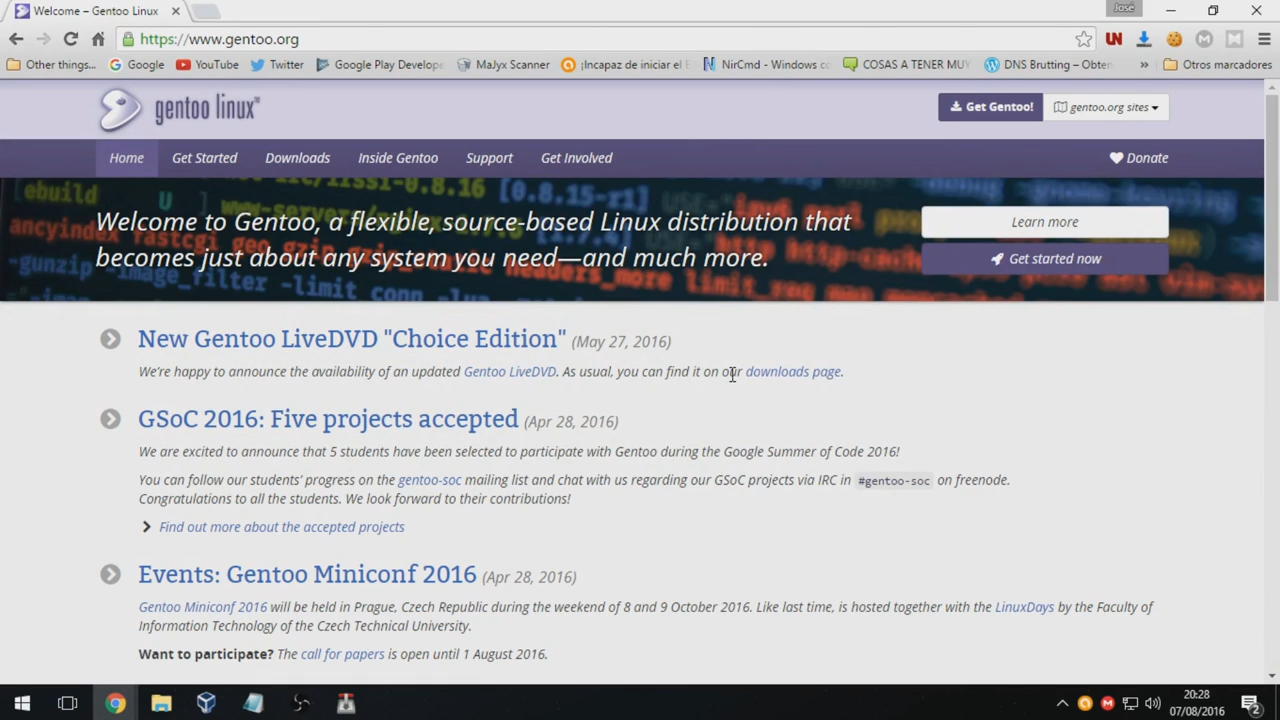 Welcome – Gentoo Linux
José
https://www.gentoo.org
Other things...
Google
YouTube
Twitter
Google Play Develope
MaJyx Scanner
¡Incapaz de iniciar el E
NirCmd - Windows co
COSAS A TENER MUY
DNS Brutting – Obten
»
Otros marcadores
gentoo linux
Get Gentoo!
gentoo.org sites
Home
Get Started
Downloads
Inside Gentoo
Support
Get Involved
Donate
Welcome to Gentoo, a flexible, source-based Linux distribution that
becomes just about any system you need—and much more.
Learn more
Get started now
New Gentoo LiveDVD "Choice Edition" (May 27, 2016)
We're happy to announce the availability of an updated Gentoo LiveDVD. As usual, you can find it on our downloads page.
GSoC 2016: Five projects accepted (Apr 28, 2016)
We are excited to announce that 5 students have been selected to participate with Gentoo during the Google Summer of Code 2016!
You can follow our students' progress on the gentoo-soc mailing list and chat with us regarding our GSoC projects via IRC in #gentoo-soc on freenode.
Congratulations to all the students. We look forward to their contributions!
Find out more about the accepted projects
Events: Gentoo Miniconf 2016 (Apr 28, 2016)
Gentoo Miniconf 2016 will be held in Prague, Czech Republic during the weekend of 8 and 9 October 2016. Like last time, is hosted together with the LinuxDays by the Faculty of
Information Technology of the Czech Technical University.
Want to participate? The call for papers is open until 1 August 2016.
20:28
07/08/2016
2